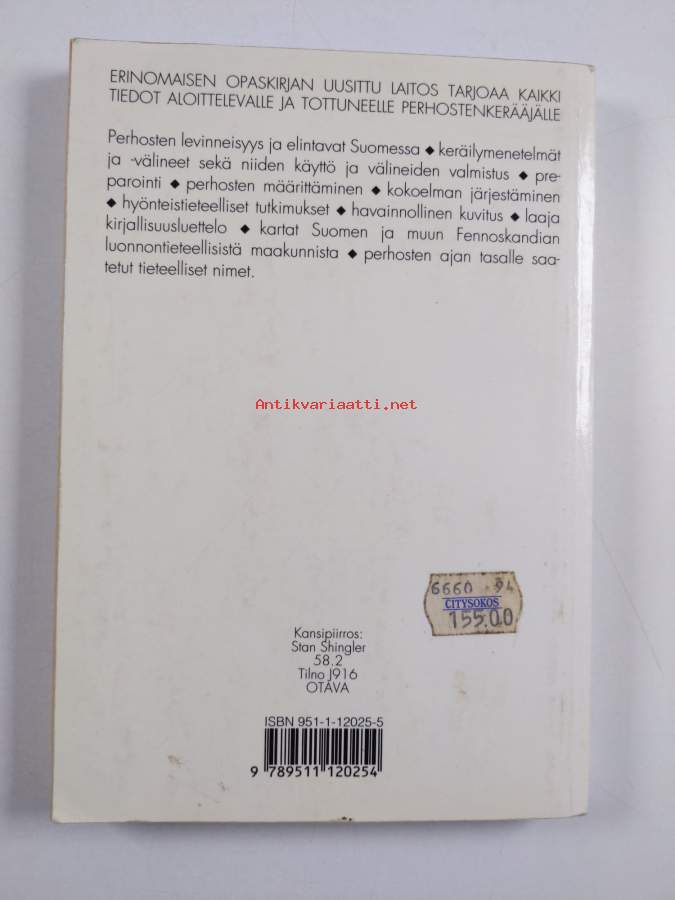 ERINOMAISEN OPASKIRJAN UUSITTU LAITOS TARJOAA KAIKKI
TIEDOT ALOITTELEVALLE JA TOTTUNEELLE PERHOSTENKERÄÄJÄLLE
Perhosten levinneisyys ja elintavat Suomessa ◆ keräilymenetelmät
ja -välineet sekä niiden käyttö ja välineiden valmistus ◆ pre-
parointi ◆ perhosten määrittäminen ◆ kokoelman järjestäminen
◆ hyönteistieteelliset tutkimukset ◆ havainnollinen kuvitus ◆ laaja
kirjallisuusluettelo ◆ kartat Suomen ja muun Fennoskandian
luonnontieteellisistä maakunnista ◆ perhosten ajan tasalle saa-
tetut tieteelliset nimet.
Antikvariaatti.net
6660 94
CITYSOKOS
155.00
Kansipiirros:
Stan Shingler
58.2
Tilno J916
OTAVA
ISBN 951-1-12025-5
9 789511 120254